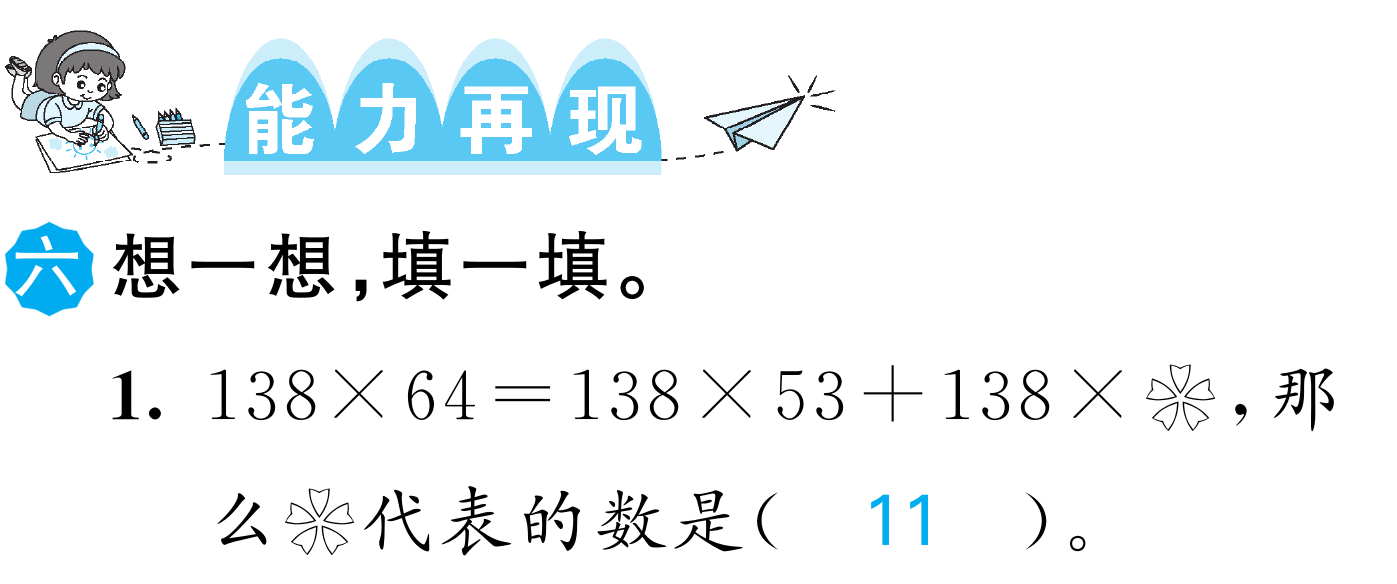 能力再现
六 想一想,填一填。
1. 138×64=138×53+138×❀,那
么❀代表的数是( 11 )。